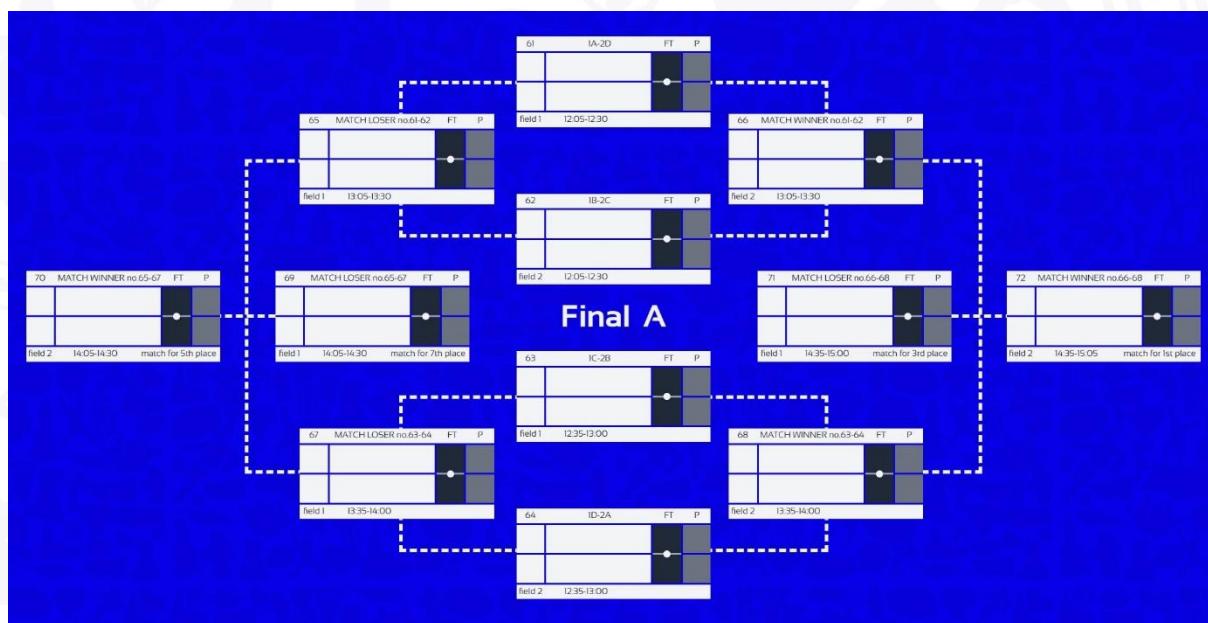 61 1A-2D FT P
field 1 12:05-12:30
65 MATCH LOSER no.61-62 FT P
field 1 13:05-13:30
66 MATCH WINNER no.61-62 FT P
field 2 13:05-13:30
62 1B-2C FT P
field 2 12:05-12:30
70 MATCH WINNER no.65-67 FT P
field 2 14:05-14:30 match for 5th place
69 MATCH LOSER no.65-67 FT P
field 1 14:05-14:30 match for 7th place
Final A
71 MATCH LOSER no.66-68 FT P
field 1 14:35-15:00 match for 3rd place
72 MATCH WINNER no.66-68 FT P
field 2 14:35-15:05 match for 1st place
63 1C-2B FT P
field 1 12:35-13:00
67 MATCH LOSER no.63-64 FT P
field 1 13:35-14:00
68 MATCH WINNER no.63-64 FT P
field 2 13:35-14:00
64 1D-2A FT P
field 2 12:35-13:00